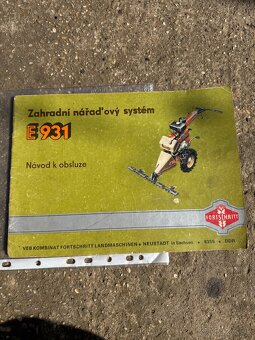 Zahradní nářaďový systém
E 931
Návod k obsluze
FORTSCHRITT
VEB KOMBINAT FORTSCHRITT LANDMASCHINEN • NEUSTADT in Sachsen • 8355 • DDR